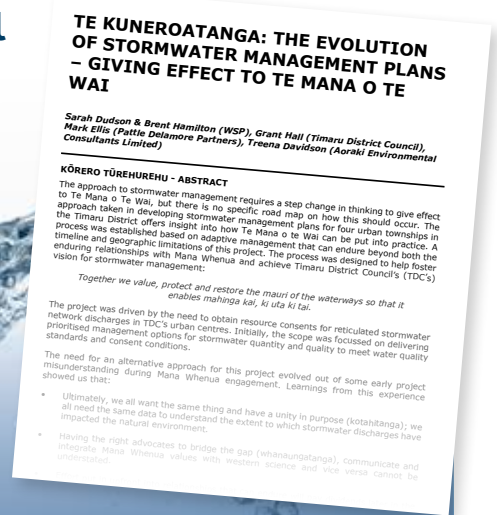 TE KUNEROATANGA: THE EVOLUTION
OF STORMWATER MANAGEMENT PLANS
– GIVING EFFECT TO TE MANA O TE
WAI
Sarah Dudson & Brent Hamilton (WSP), Grant Hall (Timaru District Council),
Mark Ellis (Pattle Delamore Partners), Treena Davidson (Aoraki Environmental
Consultants Limited)
KŌRERO TŪREHUREHU - ABSTRACT
The approach to stormwater management requires a step change in thinking to give effect
to Te Mana o Te Wai, but there is no specific road map on how this should occur. The
approach taken in developing stormwater management plans for four urban townships in
the Timaru District offers insight into how Te Mana o te Wai can be put into practice. A
process was established based on adaptive management that can endure beyond both the
timeline and geographic limitations of this project. The process was designed to help foster
enduring relationships with Mana Whenua and achieve Timaru District Council's (TDC's)
vision for stormwater management:
Together we value, protect and restore the mauri of the waterways so that it
enables mahinga kai, ki uta ki tai.
The project was driven by the need to obtain resource consents for reticulated stormwater
network discharges in TDC's urban centres. Initially, the scope was focussed on delivering
prioritised management options for stormwater quantity and quality to meet water quality
standards and consent conditions.
The need for an alternative approach for this project evolved out of some early project
misunderstanding during Mana Whenua engagement. Learnings from this experience
showed us that:
• Ultimately, we all want the same thing and have a unity in purpose (kotahitanga); we
all need the same data to understand the extent to which stormwater discharges have
impacted the natural environment.
• Having the right advocates to bridge the gap (whanaungatanga), communicate and
integrate Mana Whenua values with western science and vice versa cannot be
understated.